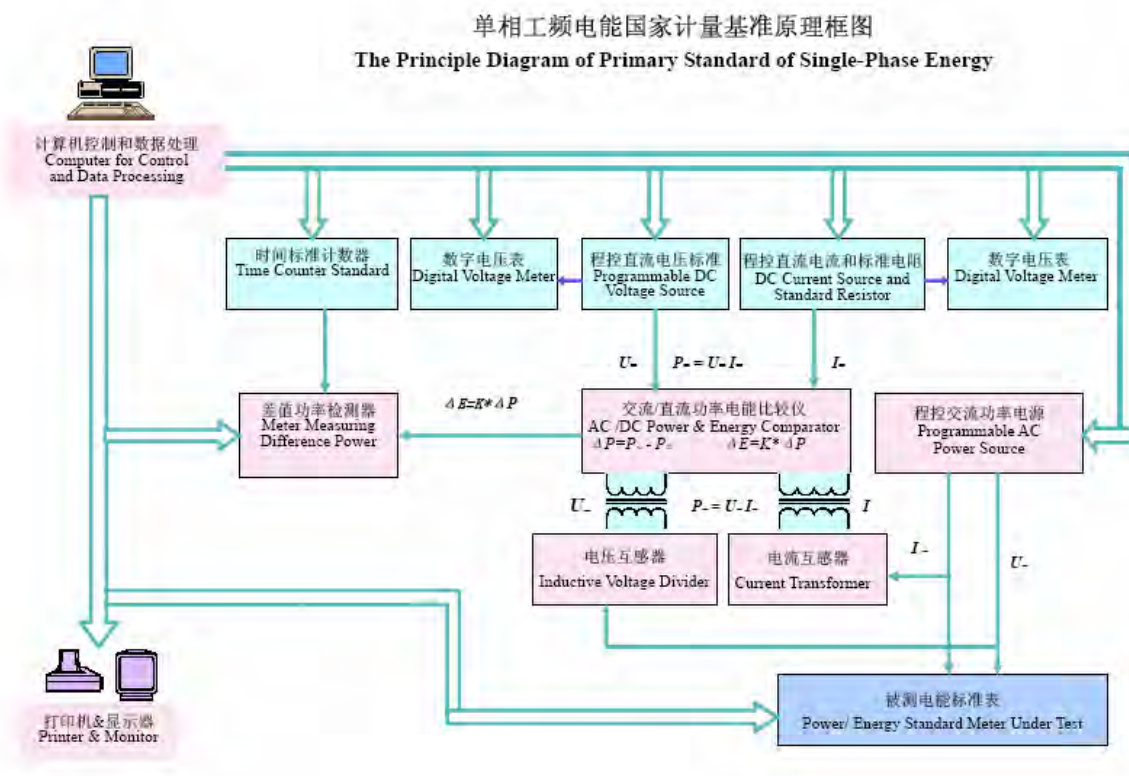 单相工频电能国家计量基准原理框图
The Principle Diagram of Primary Standard of Single-Phase Energy
计算机控制和数据处理
Computer for Control
and Data Processing
时间标准计数器
Time Counter Standard
数字电压表
Digital Voltage Meter
程控直流电压标准
Programmable DC
Voltage Source
程控直流电流和标准电阻
DC Current Source and
Standard Resistor
数字电压表
Digital Voltage Meter
U=
P= = U= I=
I=
差值功率检测器
Meter Measuring
Difference Power
ΔE=K*ΔP
交流/直流功率电能比较仪
AC /DC Power & Energy Comparator
ΔP=P~ - P= ΔE=K* ΔP
程控交流功率电源
Programmable AC
Power Source
U~
P~ = U~ I~
I
电压互感器
Inductive Voltage Divider
电流互感器
Current Transformer
I~
U~
打印机&显示器
Printer & Monitor
被测电能标准表
Power/ Energy Standard Meter Under Test